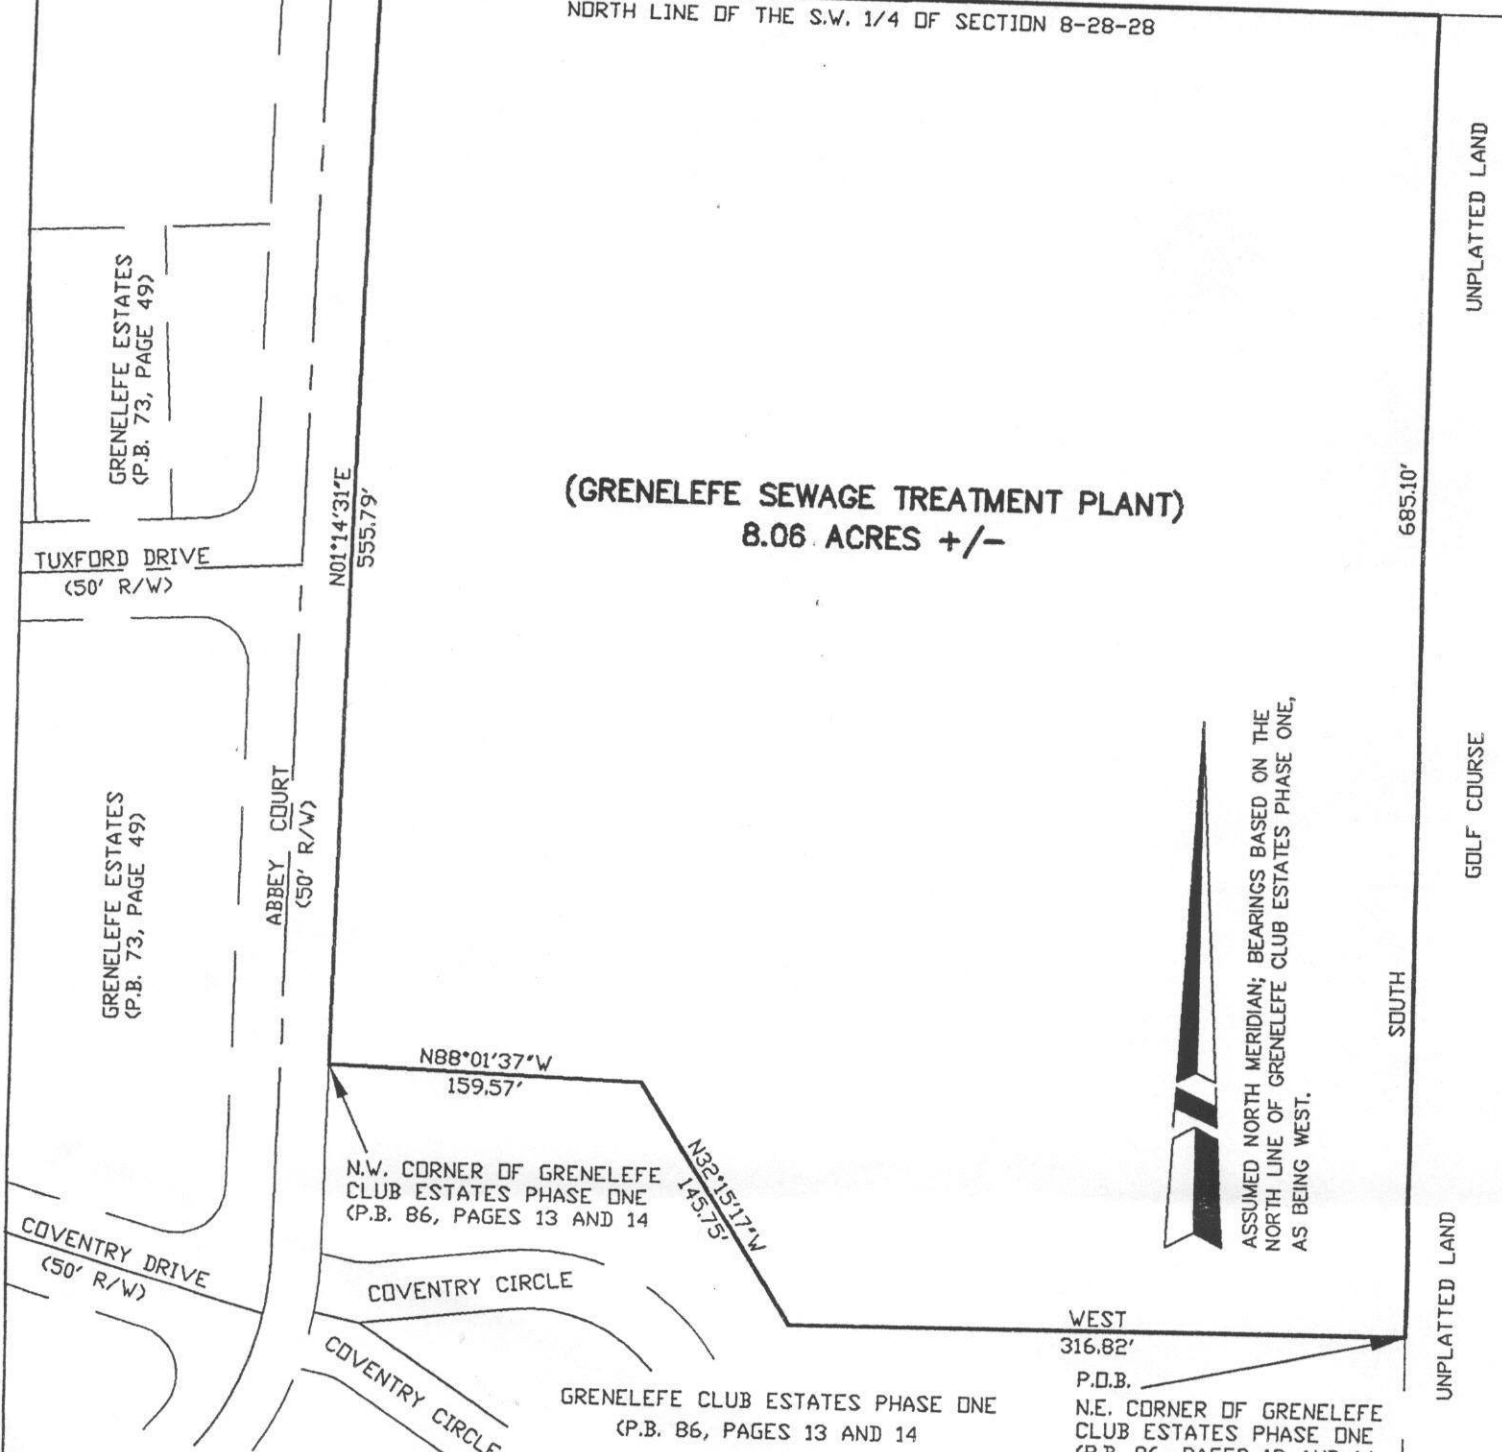 NORTH LINE OF THE S.W. 1/4 OF SECTION 8-28-28
UNPLATTED LAND
GRENELEFE ESTATES
(P.B. 73, PAGE 49)
N01°14'31"E
555.79'
(GRENELEFE SEWAGE TREATMENT PLANT)
8.06 ACRES +/-
685.10'
TUXFORD DRIVE
(50' R/W)
GRENELEFE ESTATES
(P.B. 73, PAGE 49)
ABBEY COURT
(50' R/W)
ASSUMED NORTH MERIDIAN; BEARINGS BASED ON THE
NORTH LINE OF GRENELEFE CLUB ESTATES PHASE ONE,
AS BEING WEST.
GOLF COURSE
SOUTH
N88°01'37"W
159.57'
N.W. CORNER OF GRENELEFE
CLUB ESTATES PHASE ONE
(P.B. 86, PAGES 13 AND 14
N32°15'17"W
145.75'
COVENTRY DRIVE
(50' R/W)
COVENTRY CIRCLE
COVENTRY CIRCLE
WEST
316.82'
UNPLATTED LAND
P.O.B.
GRENELEFE CLUB ESTATES PHASE ONE
(P.B. 86, PAGES 13 AND 14
N.E. CORNER OF GRENELEFE
CLUB ESTATES PHASE ONE